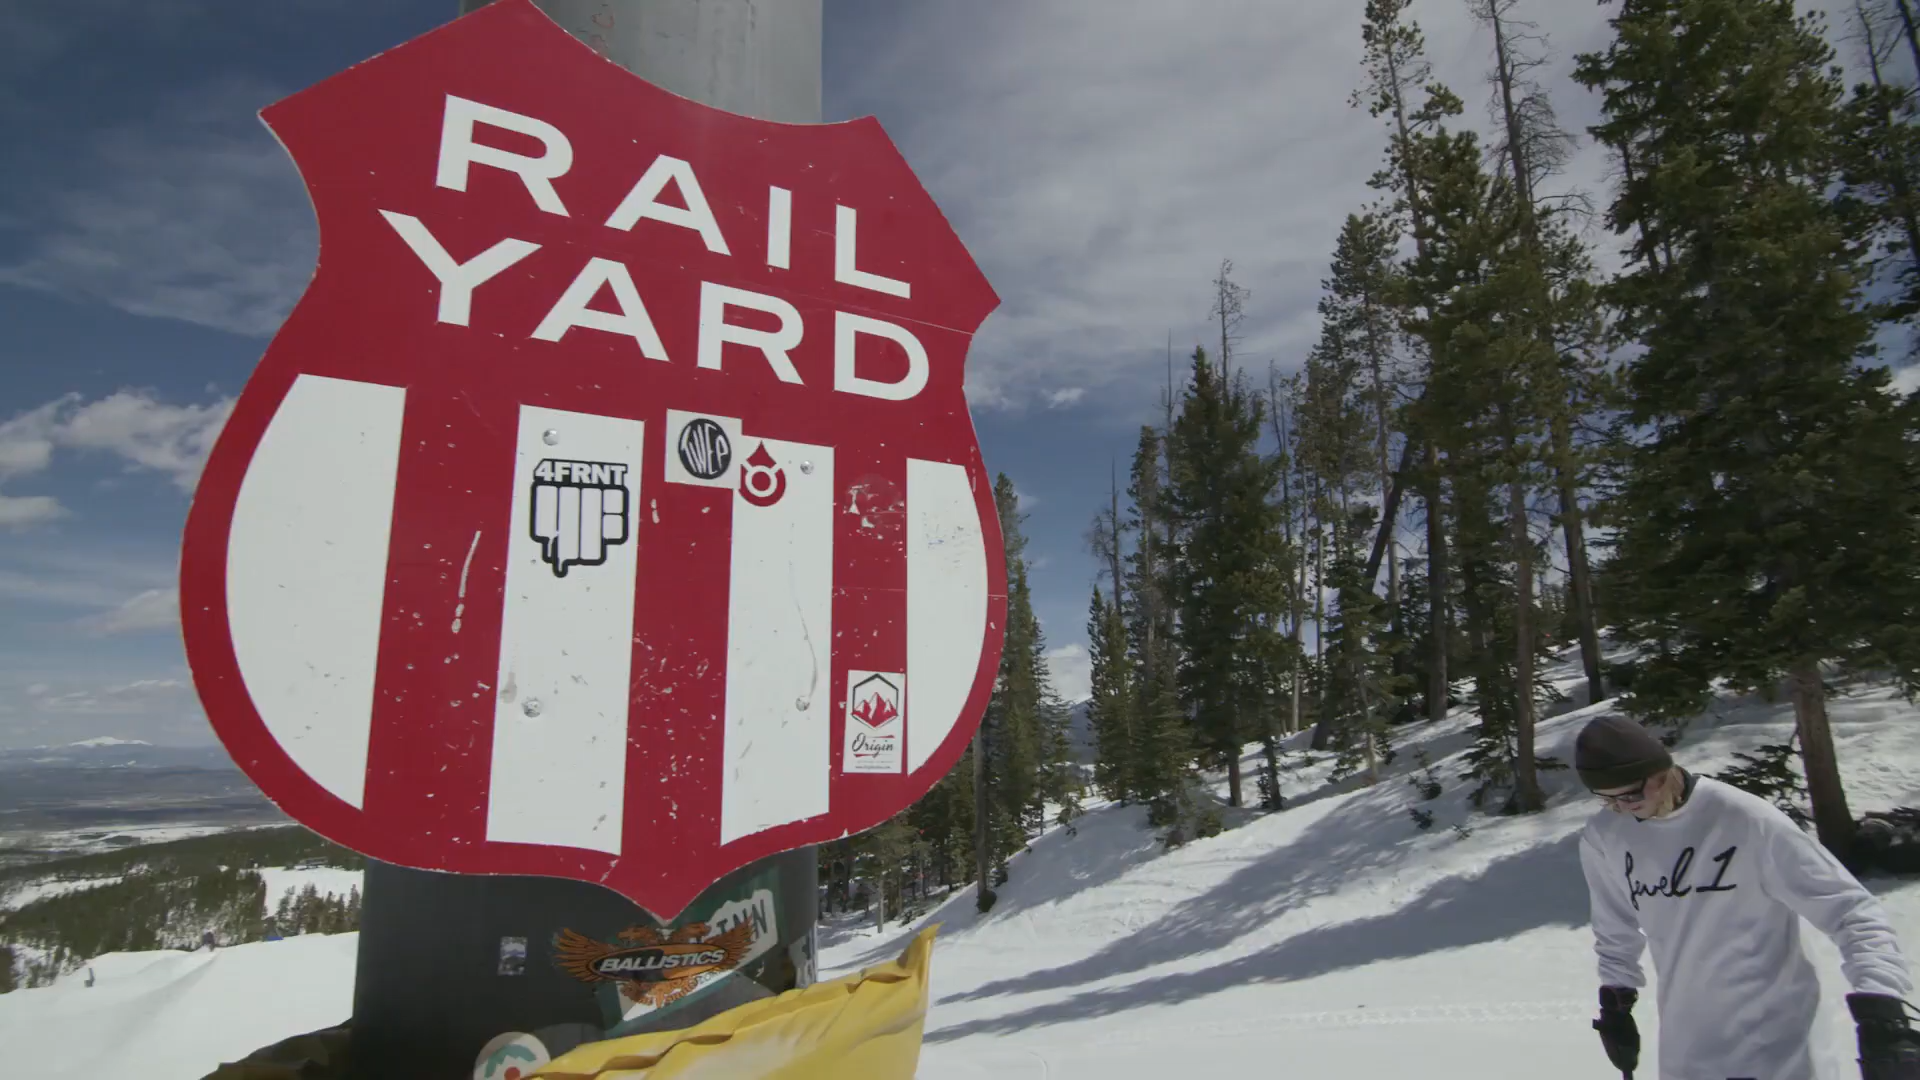 RAIL
YARD
4FRNT
TWEP
Origin
BALLISTICS
level 1